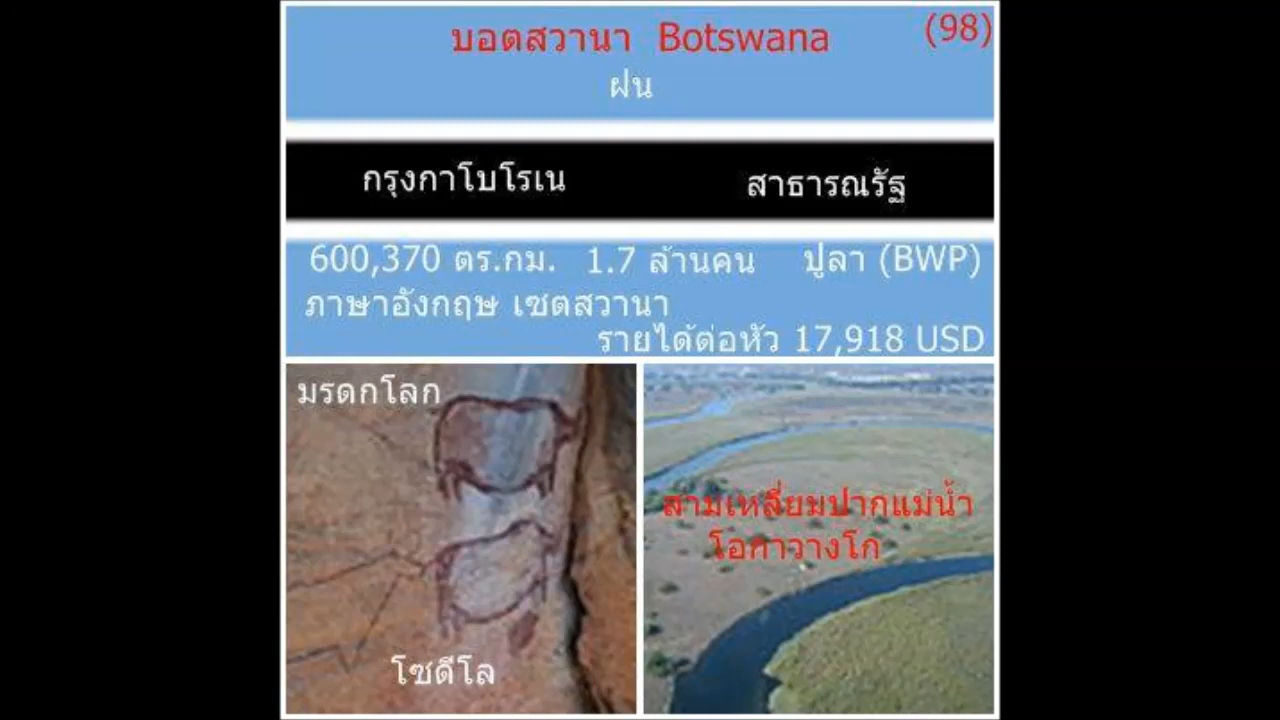 บอตสวานา Botswana (98)
ฝน
กรุงกาโบโรเน สาธารณรัฐ
600,370 ตร.กม. 1.7 ล้านคน ปูลา (BWP)
ภาษาอังกฤษ เซตสวานา
รายได้ต่อหัว 17,918 USD
มรดกโลก
โซดีโล
สามเหลี่ยมปากแม่น้ำ
โอกาวางโก